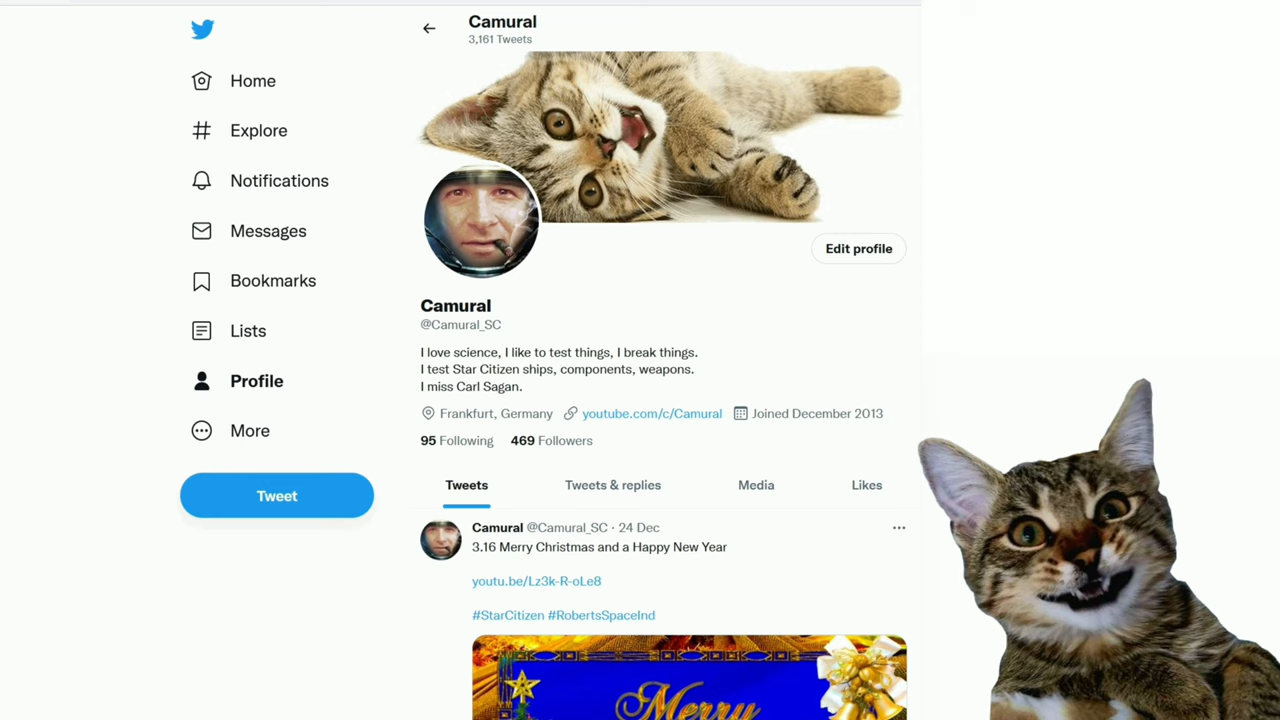 Camural
3,161 Tweets
Home
Explore
Notifications
Messages
Bookmarks
Lists
Profile
More
Tweet
Edit profile
Camural
@Camural_SC
I love science, I like to test things, I break things.
I test Star Citizen ships, components, weapons.
I miss Carl Sagan.
Frankfurt, Germany youtube.com/c/Camural Joined December 2013
95 Following 469 Followers
Tweets Tweets & replies Media Likes
Camural @Camural_SC · 24 Dec
3.16 Merry Christmas and a Happy New Year
youtu.be/Lz3k-R-oLe8
#StarCitizen #RobertsSpaceInd
Merry